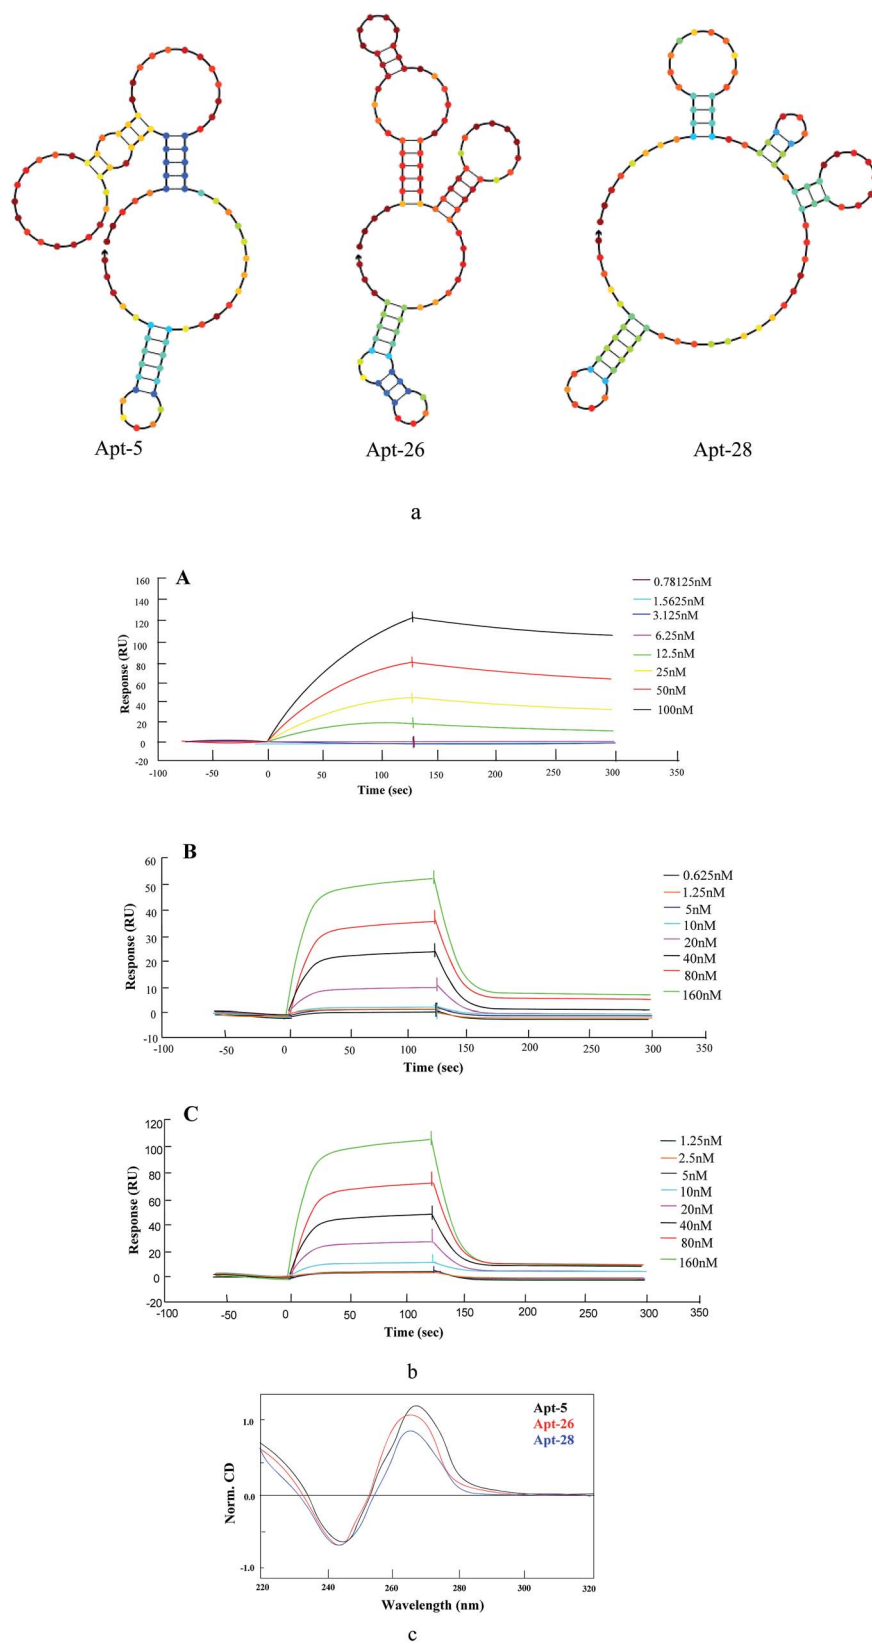 Apt-5 Apt-26 Apt-28
a
A
160
140
120
100
80
60
40
20
0
-20
Response (RU)
-100 -50 0 50 100 150 200 250 300 350
Time (sec)
0.78125nM
1.5625nM
3.125nM
6.25nM
12.5nM
25nM
50nM
100nM
B
60
50
40
30
20
10
0
-10
Response (RU)
-100 -50 0 50 100 150 200 250 300 350
Time (sec)
0.625nM
1.25nM
5nM
10nM
20nM
40nM
80nM
160nM
C
120
100
80
60
40
20
0
-20
Response (RU)
-100 -50 0 50 100 150 200 250 300 350
Time (sec)
1.25nM
2.5nM
5nM
10nM
20nM
40nM
80nM
160nM
b
1.0
0.0
-1.0
Norm. CD
Apt-5
Apt-26
Apt-28
220 240 260 280 300 320
Wavelength (nm)
c